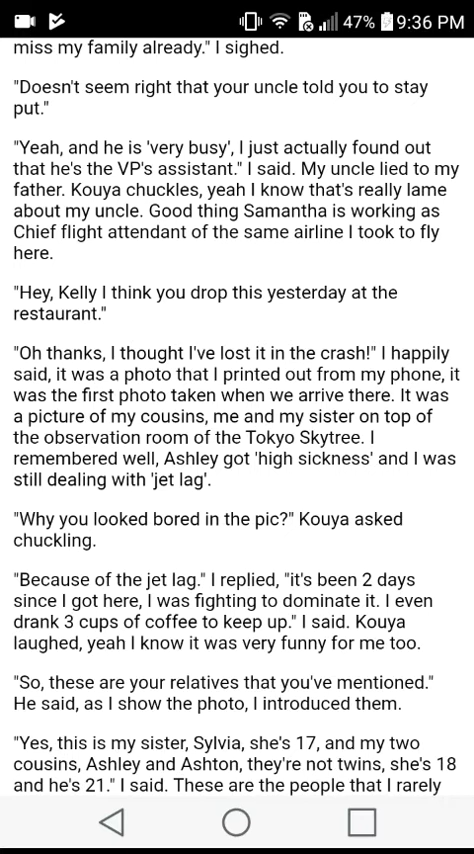 47% 9:36 PM
miss my family already." I sighed.
"Doesn't seem right that your uncle told you to stay
put."
"Yeah, and he is 'very busy', I just actually found out
that he's the VP's assistant." I said. My uncle lied to my
father. Kouya chuckles, yeah I know that's really lame
about my uncle. Good thing Samantha is working as
Chief flight attendant of the same airline I took to fly
here.
"Hey, Kelly I think you drop this yesterday at the
restaurant."
"Oh thanks, I thought I've lost it in the crash!" I happily
said, it was a photo that I printed out from my phone, it
was the first photo taken when we arrive there. It was
a picture of my cousins, me and my sister on top of
the observation room of the Tokyo Skytree. I
remembered well, Ashley got 'high sickness' and I was
still dealing with 'jet lag'.
"Why you looked bored in the pic?" Kouya asked
chuckling.
"Because of the jet lag." I replied, "it's been 2 days
since I got here, I was fighting to dominate it. I even
drank 3 cups of coffee to keep up." I said. Kouya
laughed, yeah I know it was very funny for me too.
"So, these are your relatives that you've mentioned."
He said, as I show the photo, I introduced them.
"Yes, this is my sister, Sylvia, she's 17, and my two
cousins, Ashley and Ashton, they're not twins, she's 18
and he's 21." I said. These are the people that I rarely